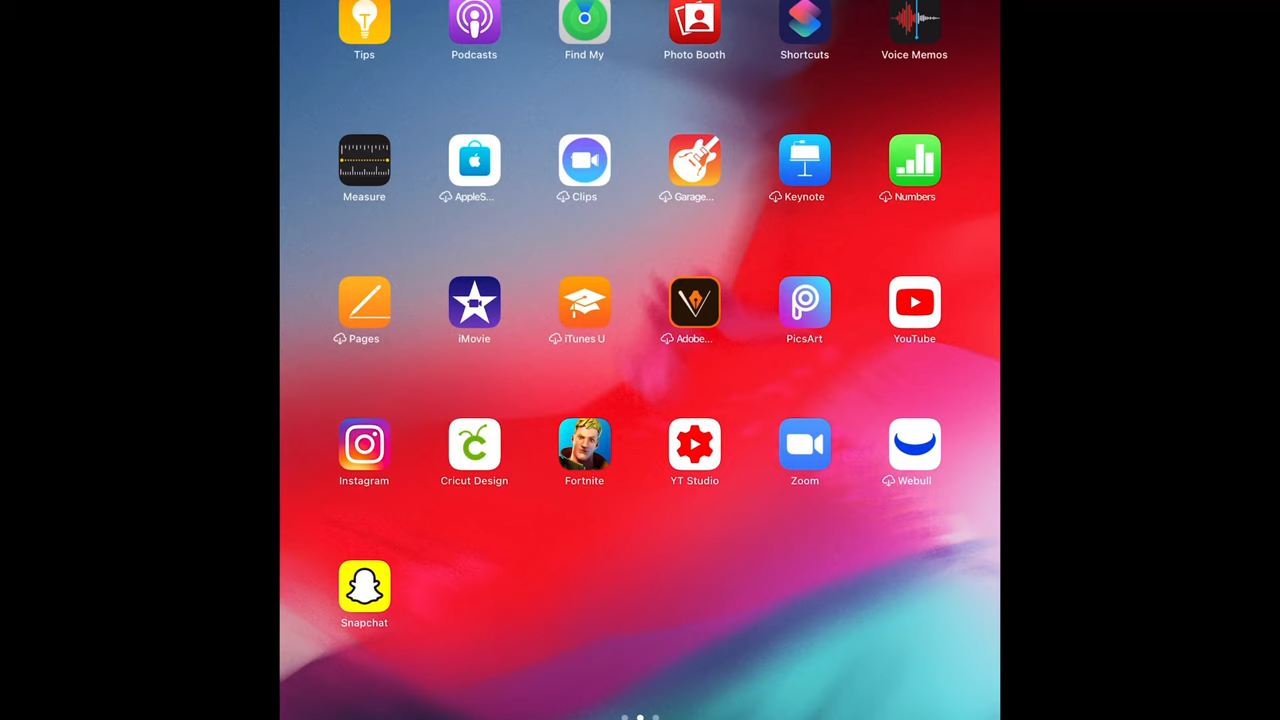 Tips Podcasts Find My Photo Booth Shortcuts Voice Memos
Measure AppleS... Clips Garage... Keynote Numbers
Pages iMovie iTunes U Adobe... PicsArt YouTube
Instagram Cricut Design Fortnite YT Studio Zoom Webull
Snapchat